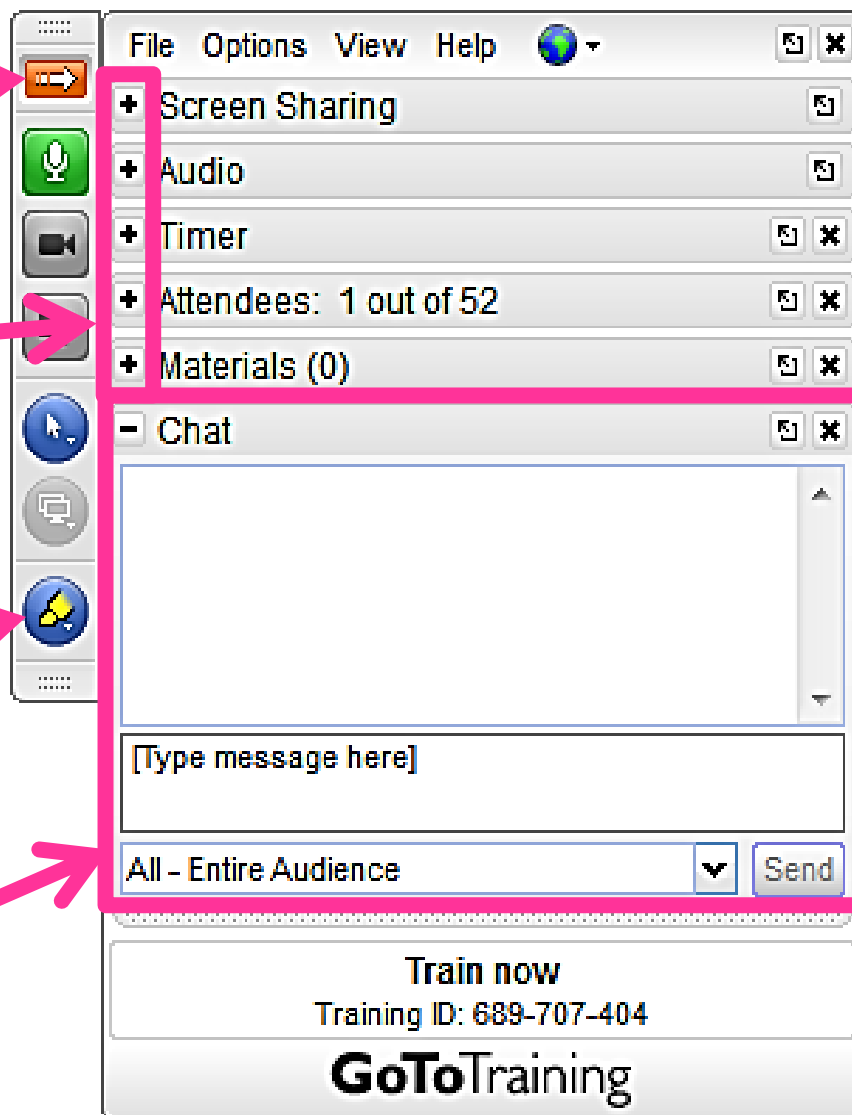 File Options View Help
Screen Sharing
Audio
Timer
Attendees: 1 out of 52
Materials (0)
Chat
[Type message here]
All - Entire Audience Send
Train now
Training ID: 689-707-404
GoToTraining